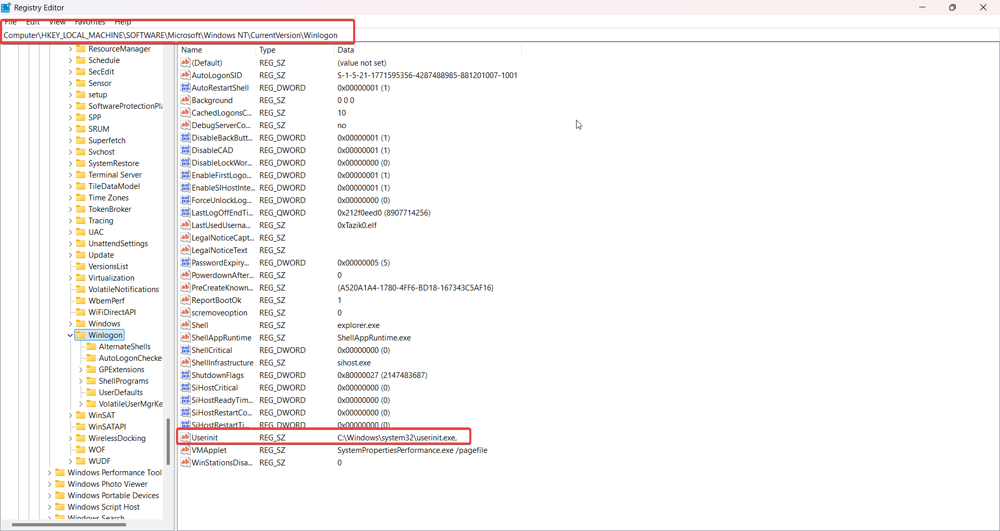 Registry Editor
File Edit View Favorites Help
Computer\HKEY_LOCAL_MACHINE\SOFTWARE\Microsoft\Windows NT\CurrentVersion\Winlogon
ResourceManager
Schedule
SecEdit
Sensor
setup
SoftwareProtectionPla
SPP
SRUM
Superfetch
Svchost
SystemRestore
Terminal Server
TileDataModel
Time Zones
TokenBroker
Tracing
UAC
UnattendSettings
Update
VersionsList
Virtualization
VolatileNotifications
WbemPerf
WiFiDirectAPI
Windows
Winlogon
AlternateShells
AutoLogonChecke
GPExtensions
ShellPrograms
UserDefaults
VolatileUserMgrKe
WinSAT
WinSATAPI
WirelessDocking
WOF
WUDF
Windows Performance Tool
Windows Photo Viewer
Windows Portable Devices
Windows Script Host
Windows Search
Name Type Data
(Default) REG_SZ (value not set)
AutoLogonSID REG_SZ S-1-5-21-1771595356-4287488985-881201007-1001
AutoRestartShell REG_DWORD 0x00000001 (1)
Background REG_SZ 0 0 0
CachedLogonsC... REG_SZ 10
DebugServerCo... REG_SZ no
DisableBackButt... REG_DWORD 0x00000001 (1)
DisableCAD REG_DWORD 0x00000001 (1)
DisableLockWor... REG_DWORD 0x00000000 (0)
EnableFirstLogo... REG_DWORD 0x00000001 (1)
EnableSIHostInte... REG_DWORD 0x00000001 (1)
ForceUnlockLog... REG_DWORD 0x00000000 (0)
LastLogOffEndTi... REG_QWORD 0x212f0eed0 (8907714256)
LastUsedUserna... REG_SZ 0xTazik0.elf
LegalNoticeCapt... REG_SZ
LegalNoticeText REG_SZ
PasswordExpiry... REG_DWORD 0x00000005 (5)
PowerdownAfter... REG_SZ 0
PreCreateKnown... REG_SZ {A520A1A4-1780-4FF6-BD18-167343C5AF16}
ReportBootOk REG_SZ 1
scremoveoption REG_SZ 0
Shell REG_SZ explorer.exe
ShellAppRuntime REG_SZ ShellAppRuntime.exe
ShellCritical REG_DWORD 0x00000000 (0)
ShellInfrastructure REG_SZ sihost.exe
ShutdownFlags REG_DWORD 0x80000027 (2147483687)
SiHostCritical REG_DWORD 0x00000000 (0)
SiHostReadyTim... REG_DWORD 0x00000000 (0)
SiHostRestartCo... REG_DWORD 0x00000000 (0)
SiHostRestartTi... REG_DWORD 0x00000000 (0)
Userinit REG_SZ C:\Windows\system32\userinit.exe,
VMApplet REG_SZ SystemPropertiesPerformance.exe /pagefile
WinStationsDisa... REG_SZ 0